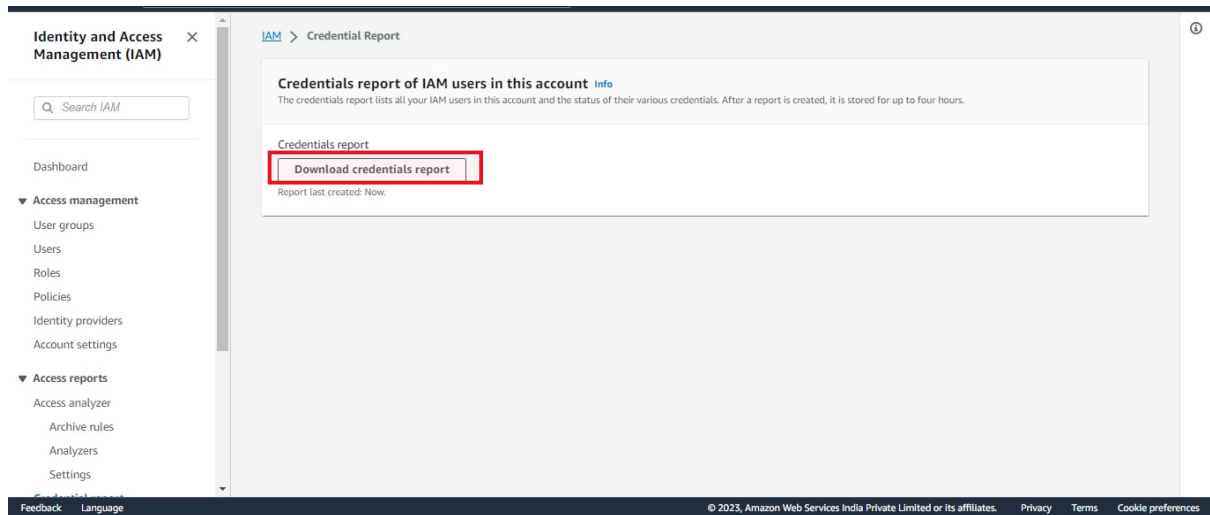 Identity and Access
Management (IAM)
Search IAM
Dashboard
Access management
User groups
Users
Roles
Policies
Identity providers
Account settings
Access reports
Access analyzer
Archive rules
Analyzers
Settings
Credential report
IAM > Credential Report
Credentials report of IAM users in this account Info
The credentials report lists all your IAM users in this account and the status of their various credentials. After a report is created, it is stored for up to four hours.
Credentials report
Download credentials report
Report last created: Now.
Feedback Language © 2023, Amazon Web Services India Private Limited or its affiliates. Privacy Terms Cookie preferences